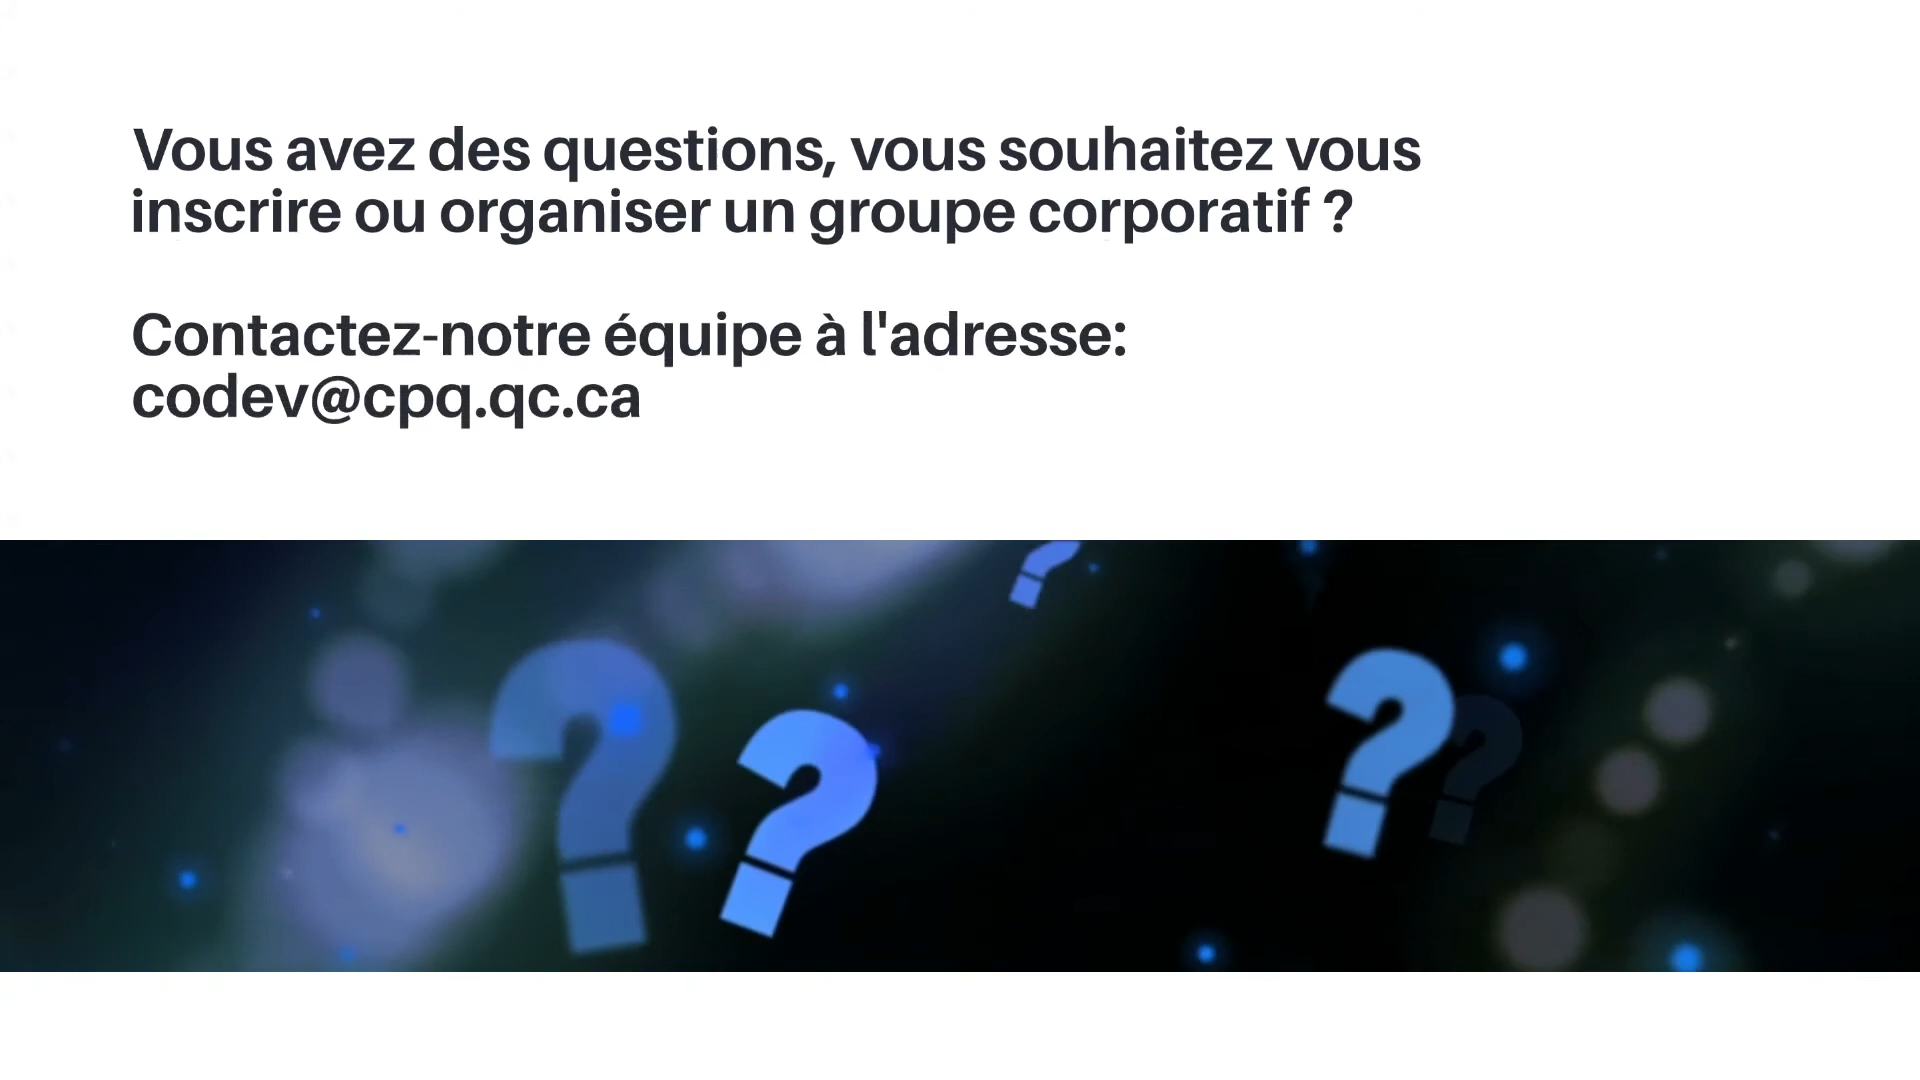 Vous avez des questions, vous souhaitez vous
inscrire ou organiser un groupe corporatif ?
Contactez-notre équipe à l'adresse:
codev@cpq.qc.ca